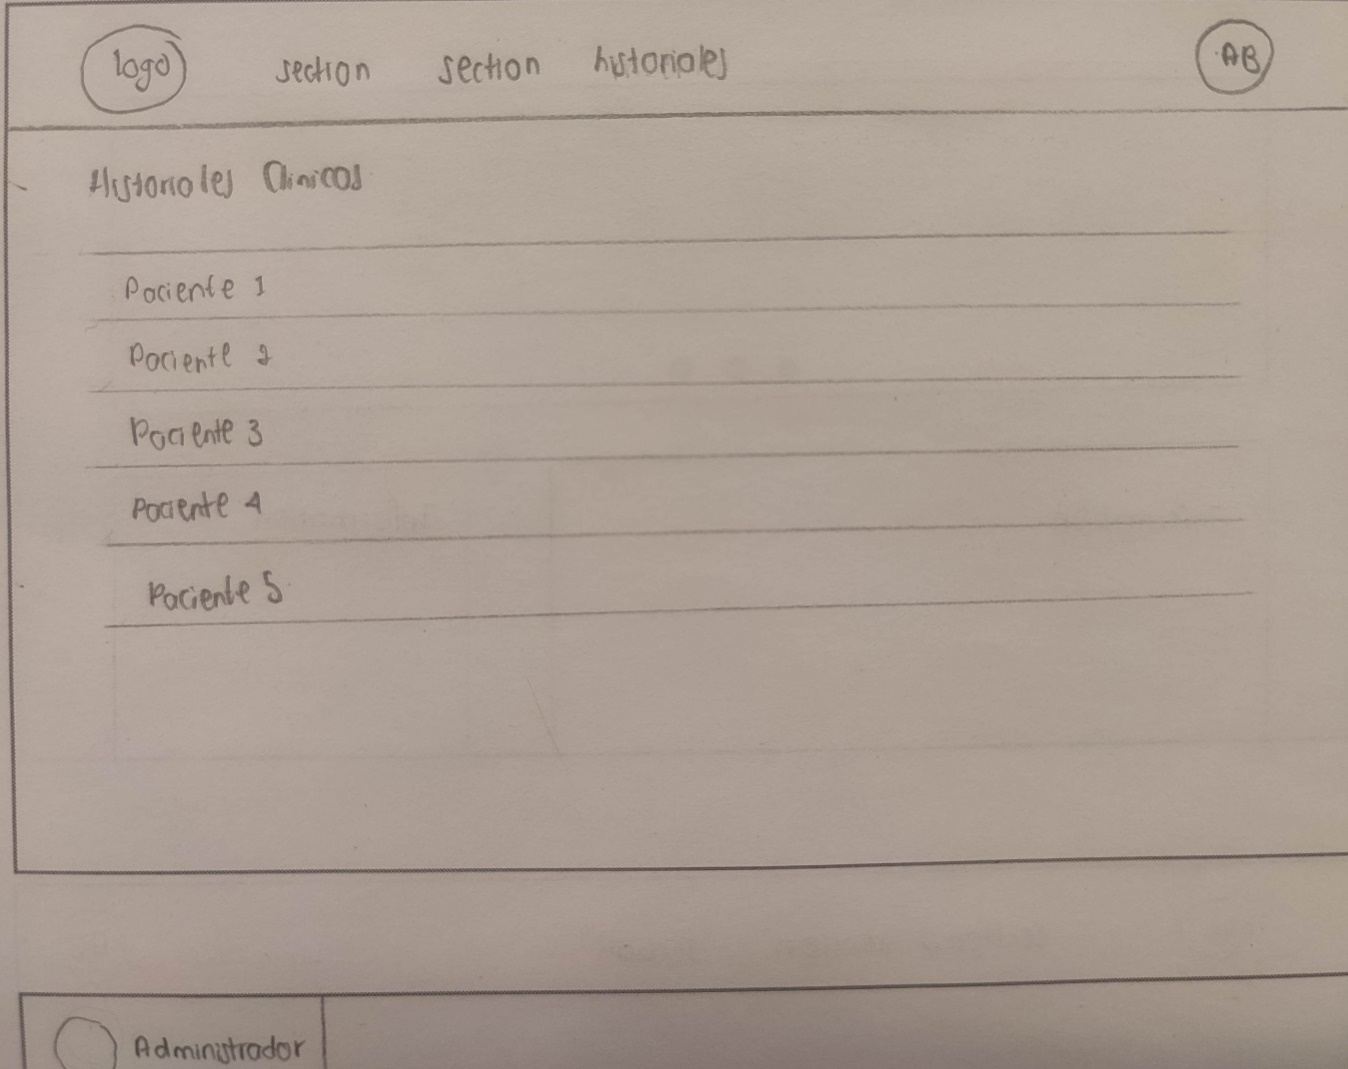 logo section section historiales AB
Historiales Clinicos
Paciente 1
Paciente 2
Paciente 3
Paciente 4
Paciente 5
Administrador